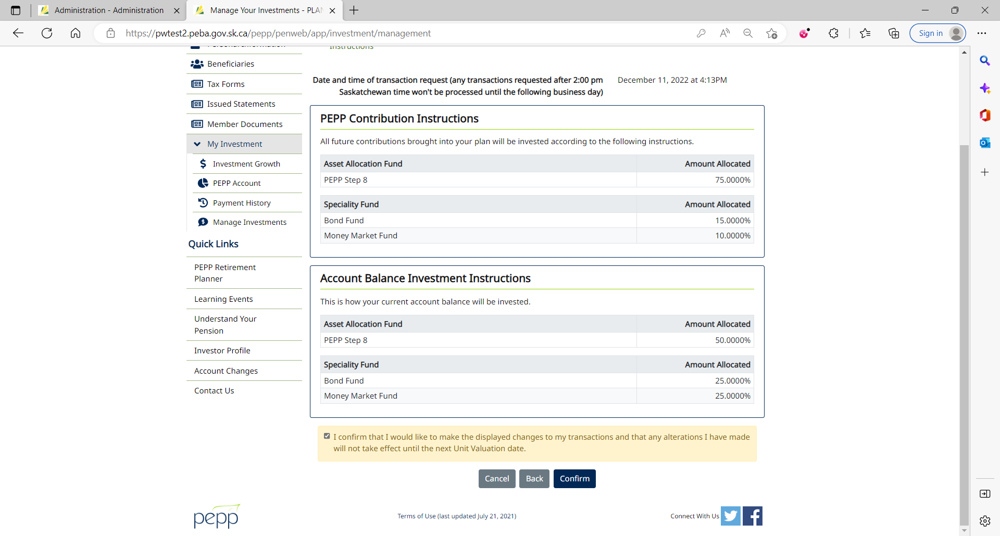 Administration - Administration
Manage Your Investments - PLAN
https://pwtest2.peba.gov.sk.ca/pepp/penweb/app/investment/management
Sign in
Personal Information
Instructions
Beneficiaries
Tax Forms
Issued Statements
Member Documents
My Investment
Investment Growth
PEPP Account
Payment History
Manage Investments
Quick Links
PEPP Retirement
Planner
Learning Events
Understand Your
Pension
Investor Profile
Account Changes
Contact Us
Date and time of transaction request (any transactions requested after 2:00 pm
Saskatchewan time won't be processed until the following business day)
December 11, 2022 at 4:13PM
PEPP Contribution Instructions
All future contributions brought into your plan will be invested according to the following instructions.
Asset Allocation Fund Amount Allocated
PEPP Step 8 75.0000%
Speciality Fund Amount Allocated
Bond Fund 15.0000%
Money Market Fund 10.0000%
Account Balance Investment Instructions
This is how your current account balance will be invested.
Asset Allocation Fund Amount Allocated
PEPP Step 8 50.0000%
Speciality Fund Amount Allocated
Bond Fund 25.0000%
Money Market Fund 25.0000%
I confirm that I would like to make the displayed changes to my transactions and that any alterations I have made
will not take effect until the next Unit Valuation date.
Cancel Back Confirm
pepp
Terms of Use (last updated July 21, 2021)
Connect With Us